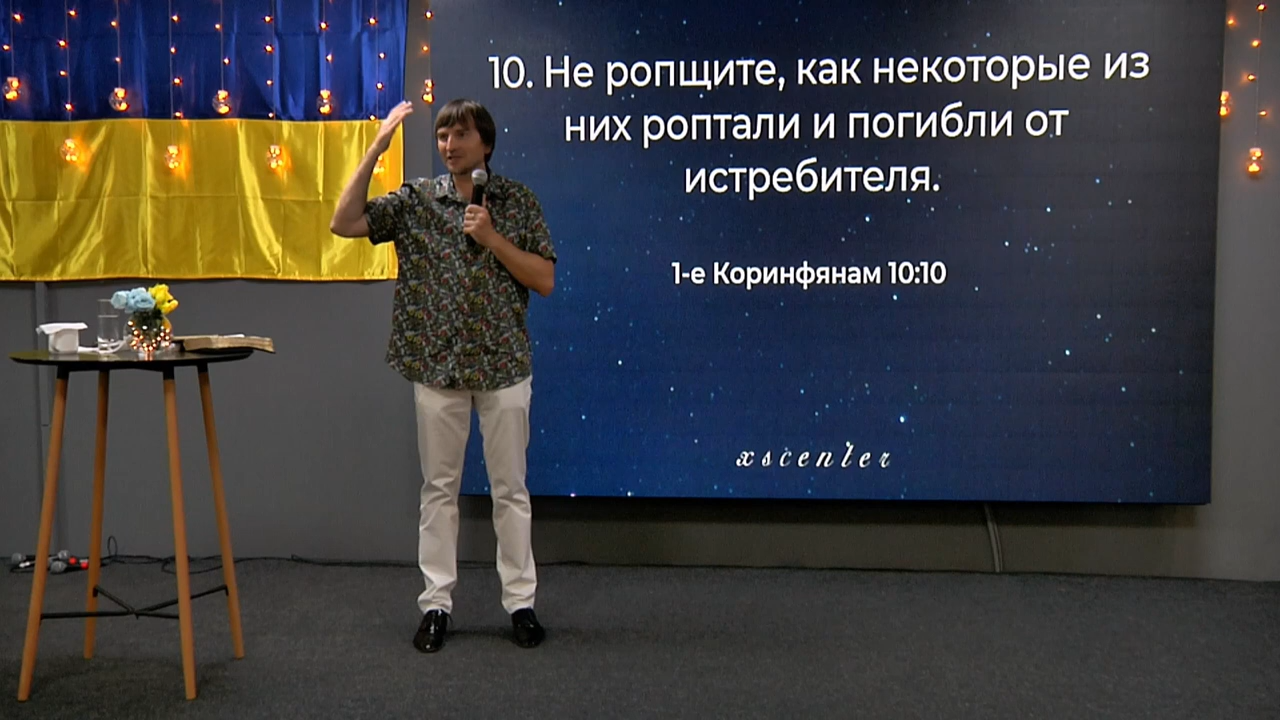 10. Не ропщите, как некоторые из
них роптали и погибли от
истребителя.
1-е Коринфянам 10:10
xscenter